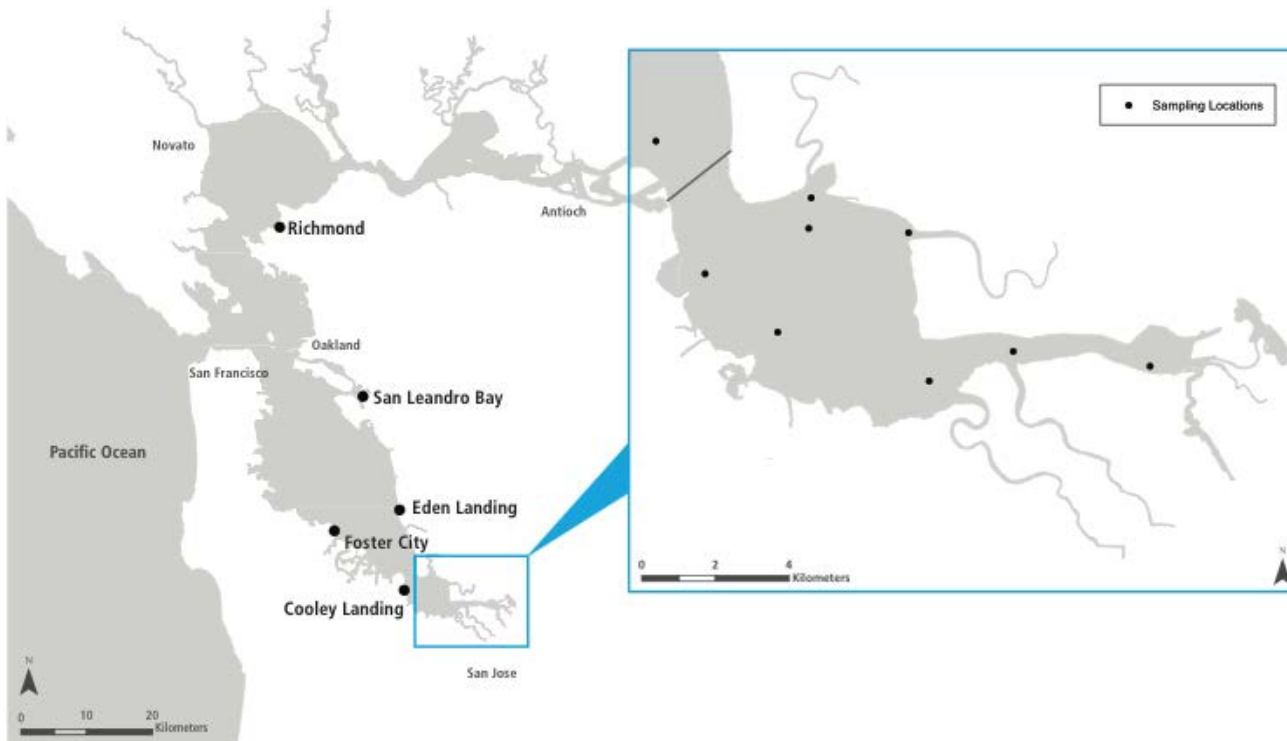 Novato
Richmond
Antioch
Oakland
San Francisco
San Leandro Bay
Pacific Ocean
Eden Landing
Foster City
Cooley Landing
San Jose
N
0 10 20
Kilometers
Sampling Locations
0 2 4
Kilometers
N